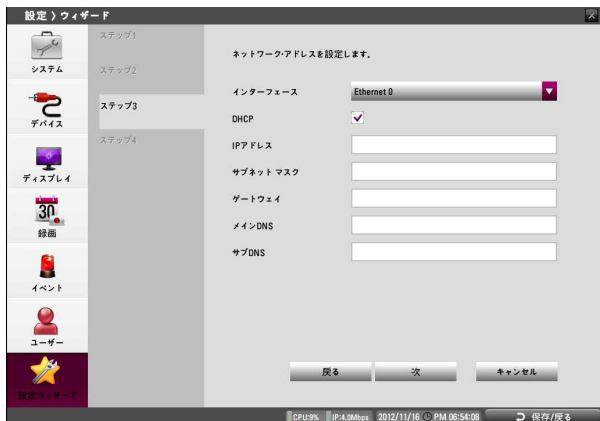 設定 〉ウィザード
システム
デバイス
ディスプレイ
30
録画
イベント
ユーザー
設定ウィザード
ステップ1
ステップ2
ステップ3
ステップ4
ネットワーク・アドレスを設定します。
インターフェース
Ethernet 0
DHCP
IPアドレス
サブネット マスク
ゲートウェイ
メインDNS
サブDNS
戻る
次
キャンセル
CPU:9% IP:4.0Mbps 2012/11/16 PM 06:54:08 保存/戻る